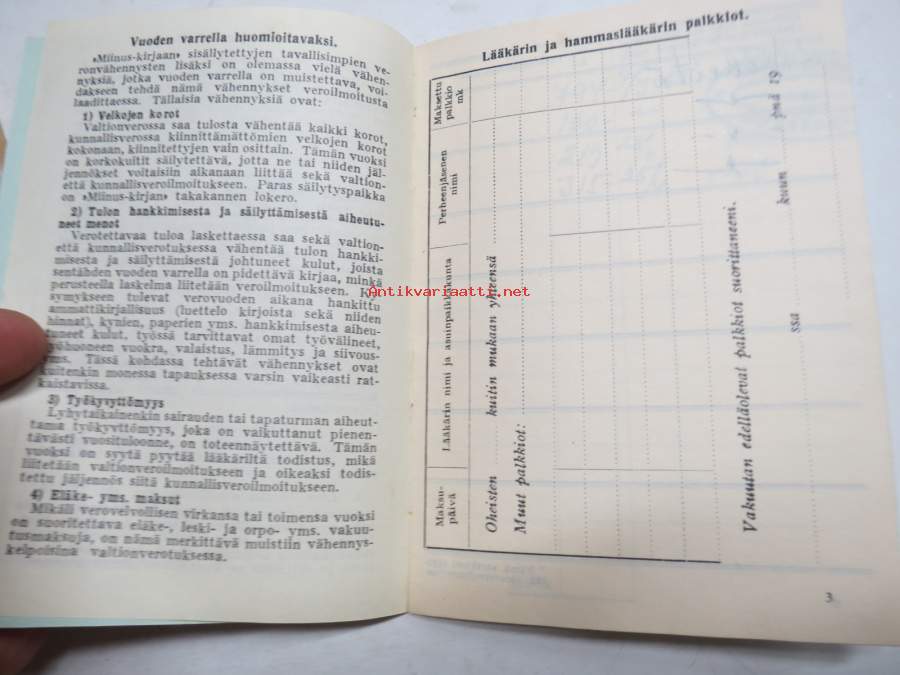 Vuoden varrella huomioitavaksi.
»Miinus-kirjaan» sisällytettyjen tavallisimpien ve-
ronvähennysten lisäksi on olemassa vielä vähen-
nyksiä, jotka vuoden varrella on muistettava, voi-
dakseen tehdä nämä vähennykset veroilmoitusta
laadittaessa. Tällaisia vähennyksiä ovat:
1) Velkojen korot
Valtionverossa saa tulosta vähentää kaikki korot,
kunnallisverossa kiinnittämättömien velkojen korot
kokonaan, kiinnitettyjen vain osittain. Tämän vuoksi
on korkokuitit säilytettävä, jotta ne tai niiden jäl-
jennökset voitaisiin aikanaan liittää sekä valtion-
että kunnallisveroilmoitukseen. Paras säilytyspaikka
on »Miinus-kirjan» takakannen lokero.
2) Tulon hankkimisesta ja säilyttämisestä aiheutu-
neet menot
Verotettavaa tuloa laskettaessa saa sekä valtion-
että kunnallisverotuksessa vähentää tulon hankki-
misesta ja säilyttämisestä johtuneet kulut, joista
sentähden vuoden varrella on pidettävä kirjaa, minkä
perusteella laskelma liitetään veroilmoitukseen. Ky-
symykseen tulevat verovuoden aikana hankittu
ammattikirjallisuus (luettelo kirjoista sekä niiden
hinnat), kynien, paperien yms. hankkimisesta aiheu-
tuneet kulut, työssä tarvittavat omat työvälineet,
työhuoneen vuokra, valaistus, lämmitys ja siivous-
yms. Tässä kohdassa tehtävät vähennykset ovat
kuitenkin monessa tapauksessa varsin vaikeasti rat-
kaistavissa.
3) Työkyvyttömyys
Lyhytaikainenkin sairauden tai tapaturman aiheut-
tama työkyvyttömyys, joka on vaikuttanut pienen-
tävästi vuosituloonne, on toteennäytettävä. Tämän
vuoksi on syytä pyytää lääkäriltä todistus, mikä
liitetään valtionveroilmoitukseen ja oikeaksi todis-
tettu jäljennös siitä kunnallisveroilmoitukseen.
4) Eläke- yms. maksut
Mikäli verovelvollisen virkansa tai toimensa vuoksi
on suoritettava eläke-, leski- ja orpo- yms. vakuu-
tusmaksuja, on nämä merkittävä muistiin vähennys-
kelpoisina valtionverotuksessa.
Lääkärin ja hammaslääkärin palkkiot.
Maksu-
päivä
Lääkärin nimi ja asuinpaikkakunta
Perheenjäsenen
nimi
Maksettu
palkkio
mk
Oheisten kuitin mukaan yhteensä
Muut palkkiot:
Vakuutan edelläolevat palkkiot suorittaneeni.
ssa kuun pnä 19
3
Antikvariaatti.net